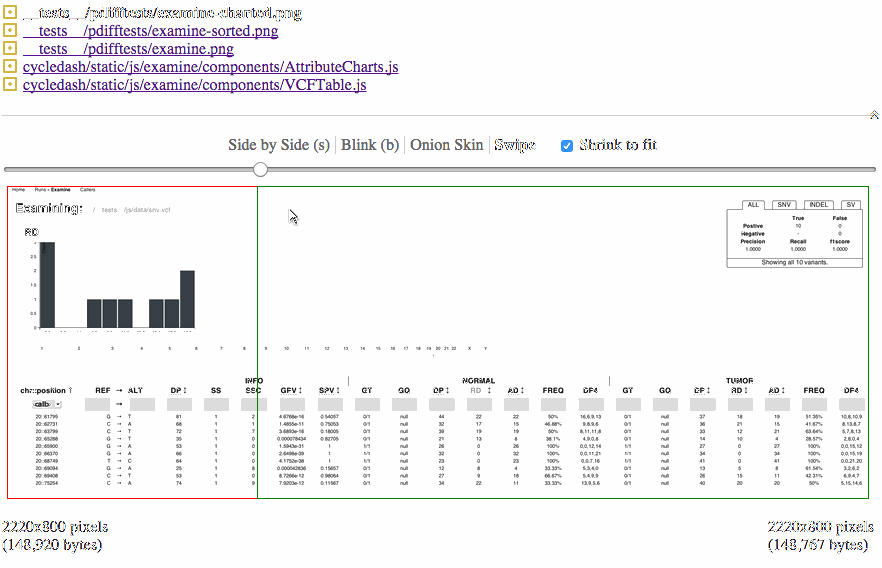 __tests__/pdifftests/examine-charted.png
__tests__/pdifftests/examine-sorted.png
__tests__/pdifftests/examine.png
cycledash/static/js/examine/components/AttributeCharts.js
cycledash/static/js/examine/components/VCFTable.js
Side by Side (s) | Blink (b) | Onion Skin | Swipe Shrink to fit
Home Runs Examine Callers
Examining: / tests /js/data/snv.vcf
ALL SNV INDEL SV
True False
Positive 10 0
Negative - 0
Precision Recall f1score
1.0000 1.0000 1.0000
Showing all 10 variants.
RD
3
2.5
2
1.5
1
0.5
0
1 2 3 4 5 6 7 8 9 10 11 12 13 14 15 16 17 18 19 20 21 22 X Y
INFO NORMAL TUMOR
chr::position REF → ALT DP SS SSC GPV SPV GT GQ DP RD AD FREQ DP4 GT GQ DP RD AD FREQ DP4
→
20::61795 G → T 81 1 2 4.6768e-16 0.54057 0/1 null 44 22 22 50% 16,6,9,13 0/1 null 37 18 19 51.35% 10,8,10,9
20::62731 C → A 68 1 1 1.4855e-11 0.75053 0/1 null 32 17 15 46.88% 9,8,9,6 0/1 null 36 21 15 41.67% 8,13,8,7
20::63799 C → T 72 1 7 3.6893e-16 0.18005 0/1 null 39 19 19 50% 8,11,11,8 0/1 null 33 12 21 63.64% 5,7,8,13
20::65288 G → T 35 1 0 0.000078434 0.82705 0/1 null 21 13 8 38.1% 4,9,0,8 0/1 null 14 10 4 28.57% 2,8,0,4
20::65900 G → A 53 1 0 1.5943e-31 1 1/1 null 26 0 26 100% 0,0,12,14 1/1 null 27 0 27 100% 0,0,15,12
20::66370 G → A 66 1 0 2.6498e-39 1 1/1 null 32 0 32 100% 0,0,11,21 1/1 null 34 0 34 100% 0,0,15,19
20::68749 T → C 64 1 0 4.1752e-38 1 1/1 null 23 0 23 100% 0,0,7,16 1/1 null 41 0 41 100% 0,0,21,20
20::69094 G → A 25 1 8 0.000042836 0.15657 0/1 null 12 8 4 33.33% 5,3,4,0 0/1 null 13 5 8 61.54% 3,2,6,2
20::69408 C → T 53 1 0 8.7266e-10 0.98064 0/1 null 27 9 18 66.67% 5,4,9,9 0/1 null 26 15 11 42.31% 6,9,4,7
20::75254 C → A 74 1 9 7.9203e-12 0.11567 0/1 null 34 22 11 33.33% 13,9,5,6 0/1 null 40 20 20 50% 5,15,14,6
2220x800 pixels
(148,920 bytes)
2220x800 pixels
(148,767 bytes)